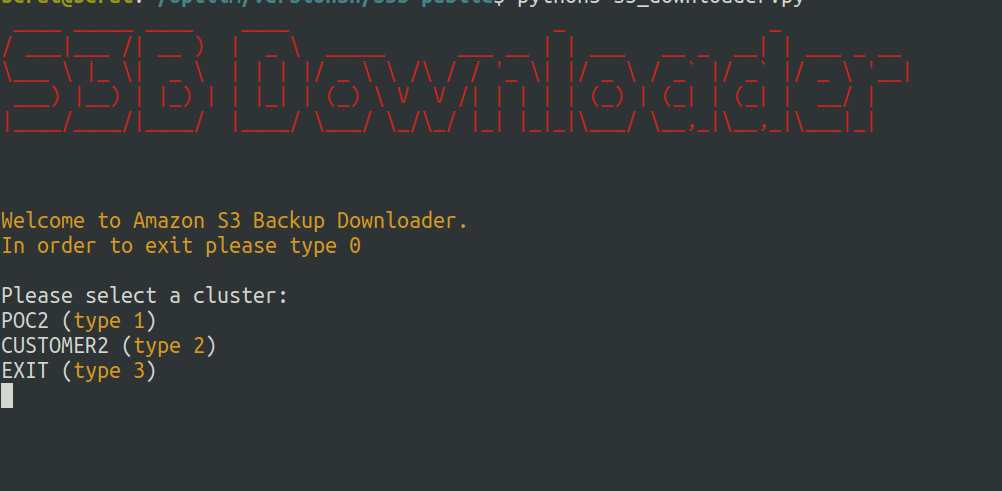 python3 s3_downloader.py
S3B Downloader
Welcome to Amazon S3 Backup Downloader.
In order to exit please type 0
Please select a cluster:
POC2 (type 1)
CUSTOMER2 (type 2)
EXIT (type 3)